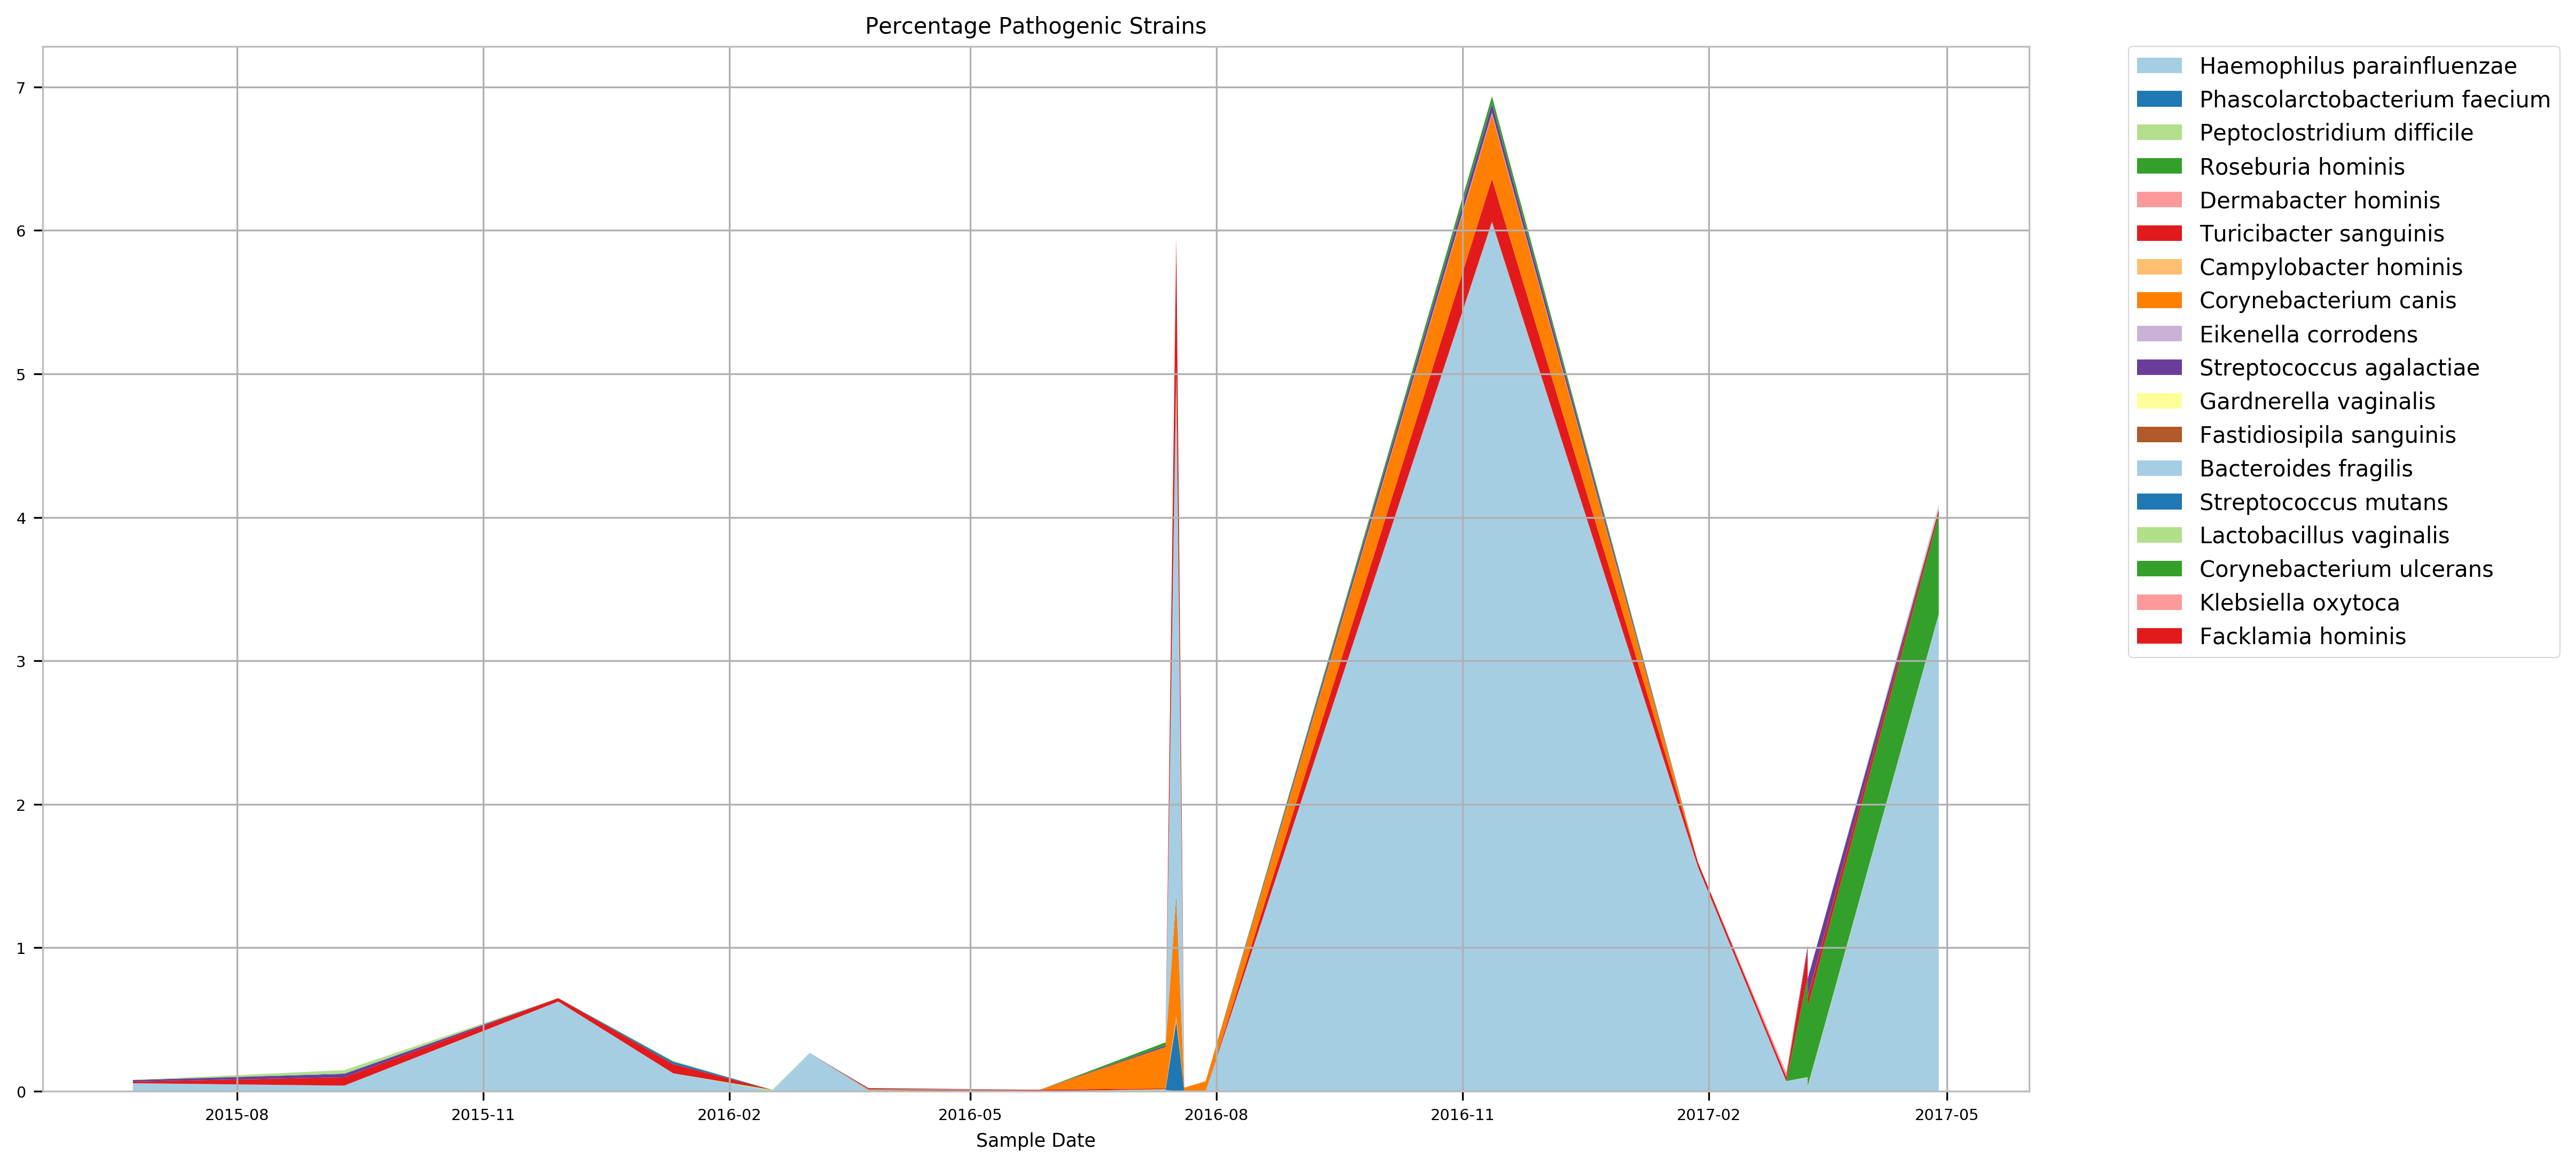 Percentage Pathogenic Strains
7
6
5
4
3
2
1
0
2015-08
2015-11
2016-02
2016-05
2016-08
2016-11
2017-02
2017-05
Sample Date
Haemophilus parainfluenzae
Phascolarctobacterium faecium
Peptoclostridium difficile
Roseburia hominis
Dermabacter hominis
Turicibacter sanguinis
Campylobacter hominis
Corynebacterium canis
Eikenella corrodens
Streptococcus agalactiae
Gardnerella vaginalis
Fastidiosipila sanguinis
Bacteroides fragilis
Streptococcus mutans
Lactobacillus vaginalis
Corynebacterium ulcerans
Klebsiella oxytoca
Facklamia hominis